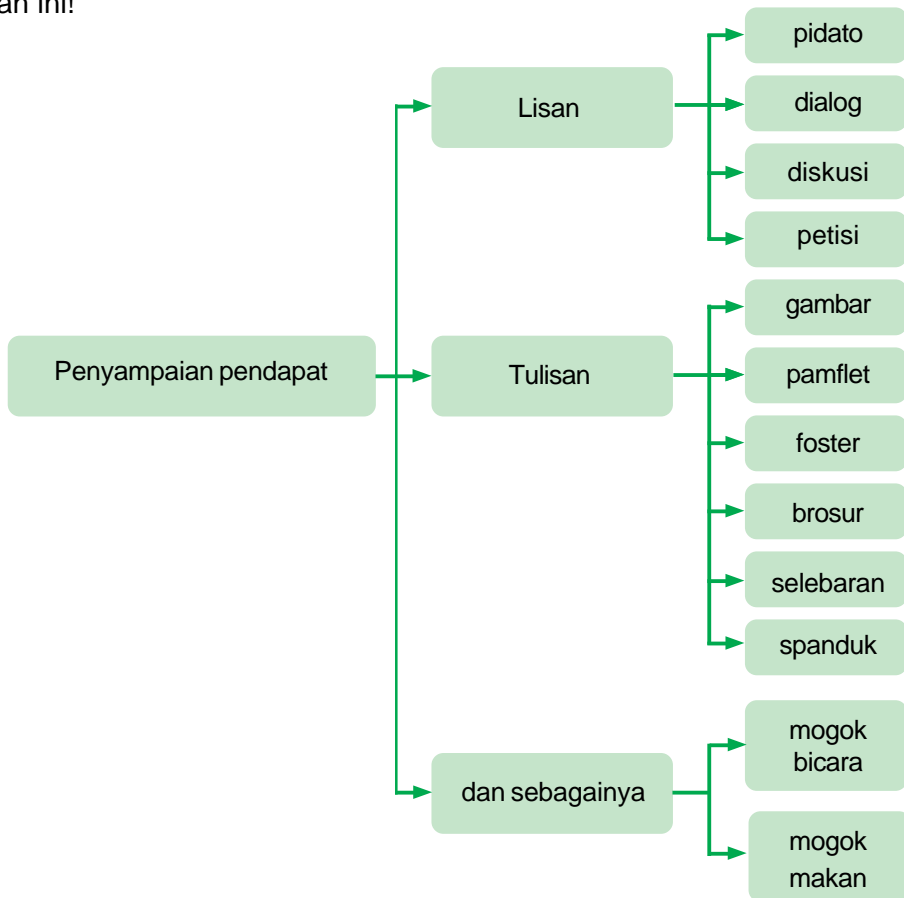 an ini!
pidato
Lisan
dialog
diskusi
petisi
gambar
Penyampaian pendapat
Tulisan
pamflet
foster
brosur
selebaran
spanduk
mogok
bicara
dan sebagainya
mogok
makan